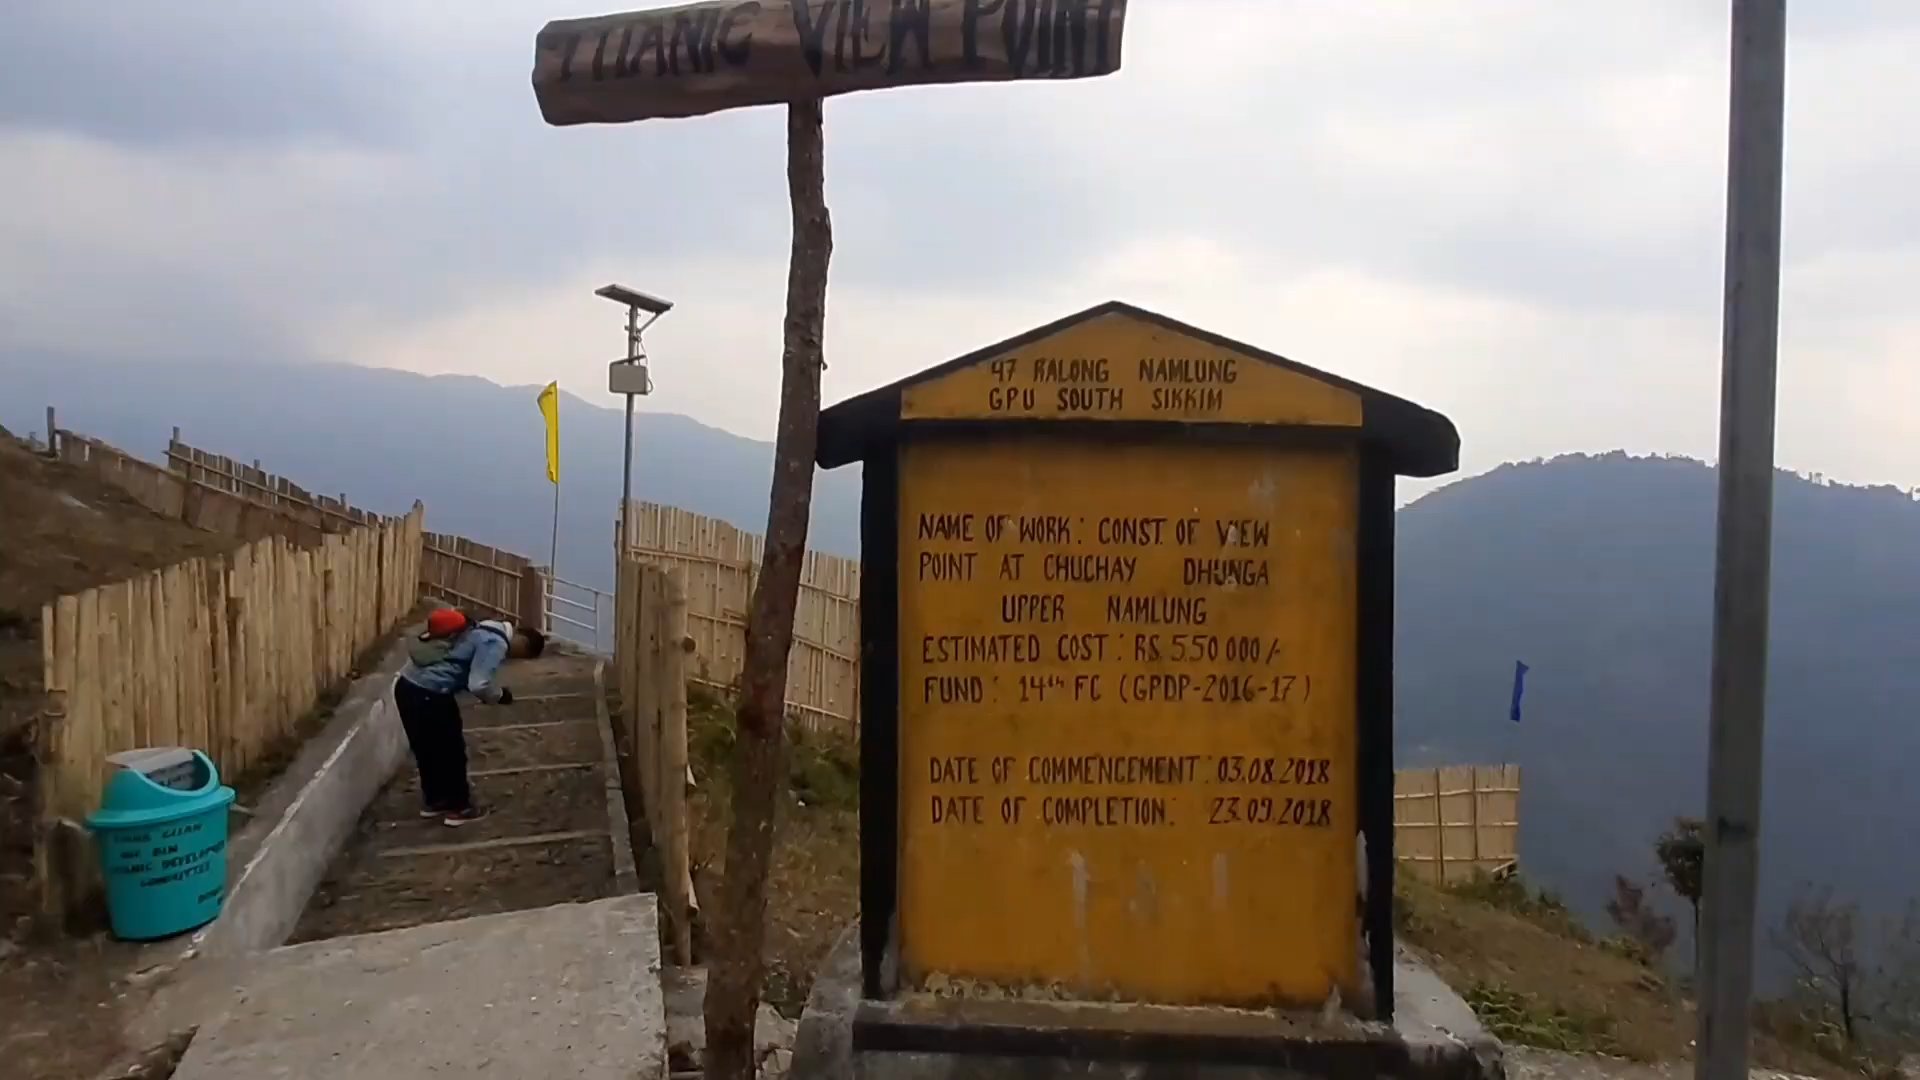 TITANIC VIEW POINT
47 RALONG NAMLUNG
GPU SOUTH SIKKIM
NAME OF WORK: CONST. OF VIEW
POINT AT CHUCHAY DHUNGA
UPPER NAMLUNG
ESTIMATED COST: RS. 5.50 000/-
FUND: 14th FC (GPDP-2016-17)
DATE OF COMMENCEMENT: 03.08.2018
DATE OF COMPLETION: 23.09.2018
COMMITTEE